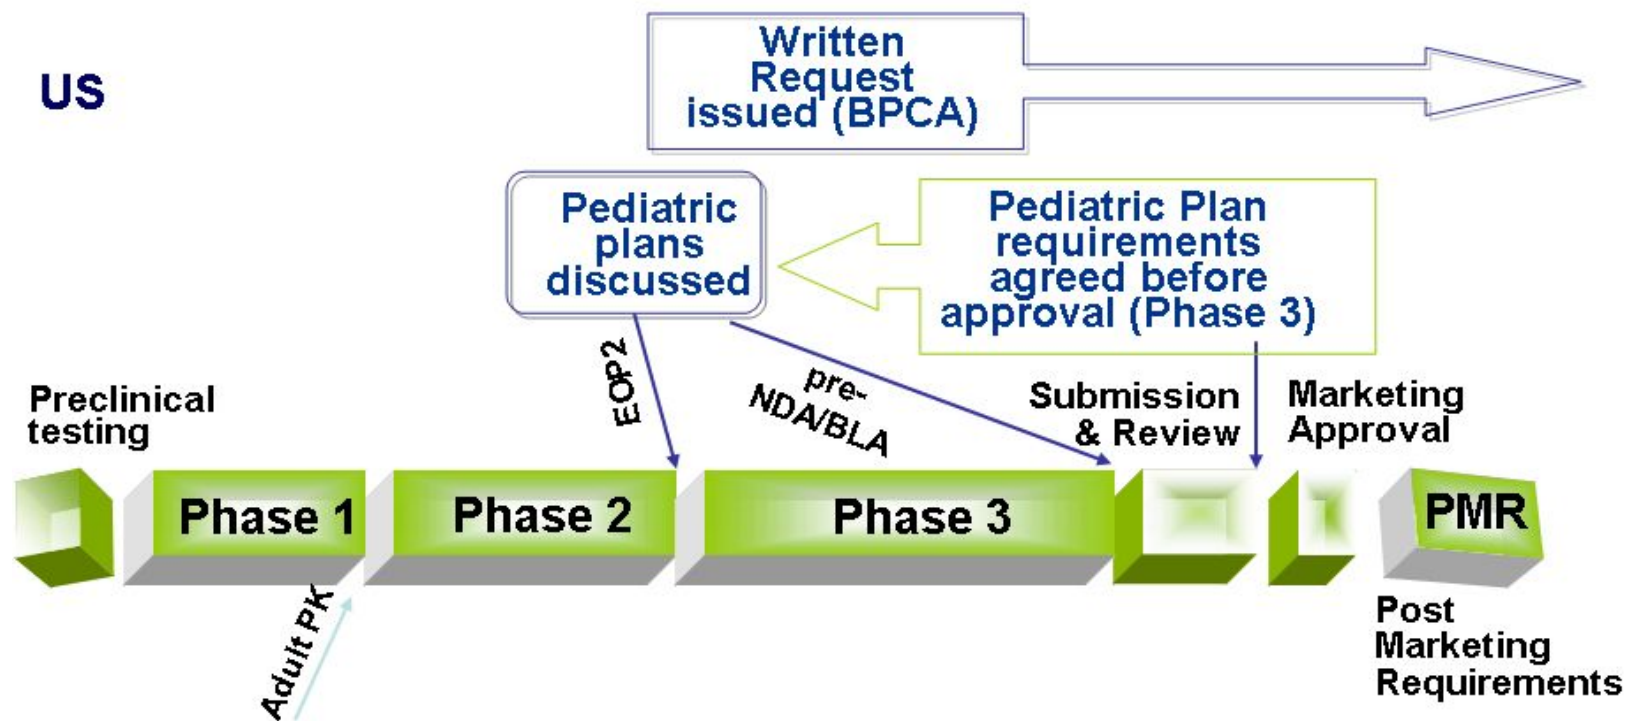 US
Written
Request
issued (BPCA)
Pediatric
plans
discussed
Pediatric Plan
requirements
agreed before
approval (Phase 3)
EOP2
pre-
NDA/BLA
Preclinical
testing
Submission
& Review
Marketing
Approval
Phase 1
Phase 2
Phase 3
PMR
Adult PK
Post
Marketing
Requirements